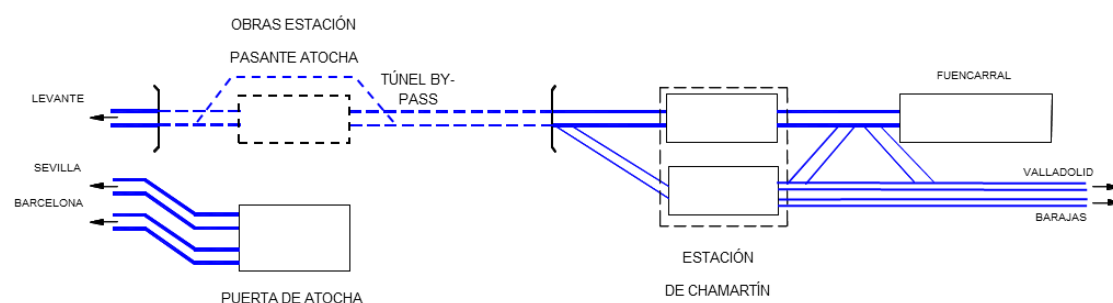 OBRAS ESTACIÓN
PASANTE ATOCHA
TÚNEL BY-
PASS
FUENCARRAL
LEVANTE
SEVILLA
BARCELONA
VALLADOLID
BARAJAS
ESTACIÓN
DE CHAMARTÍN
PUERTA DE ATOCHA